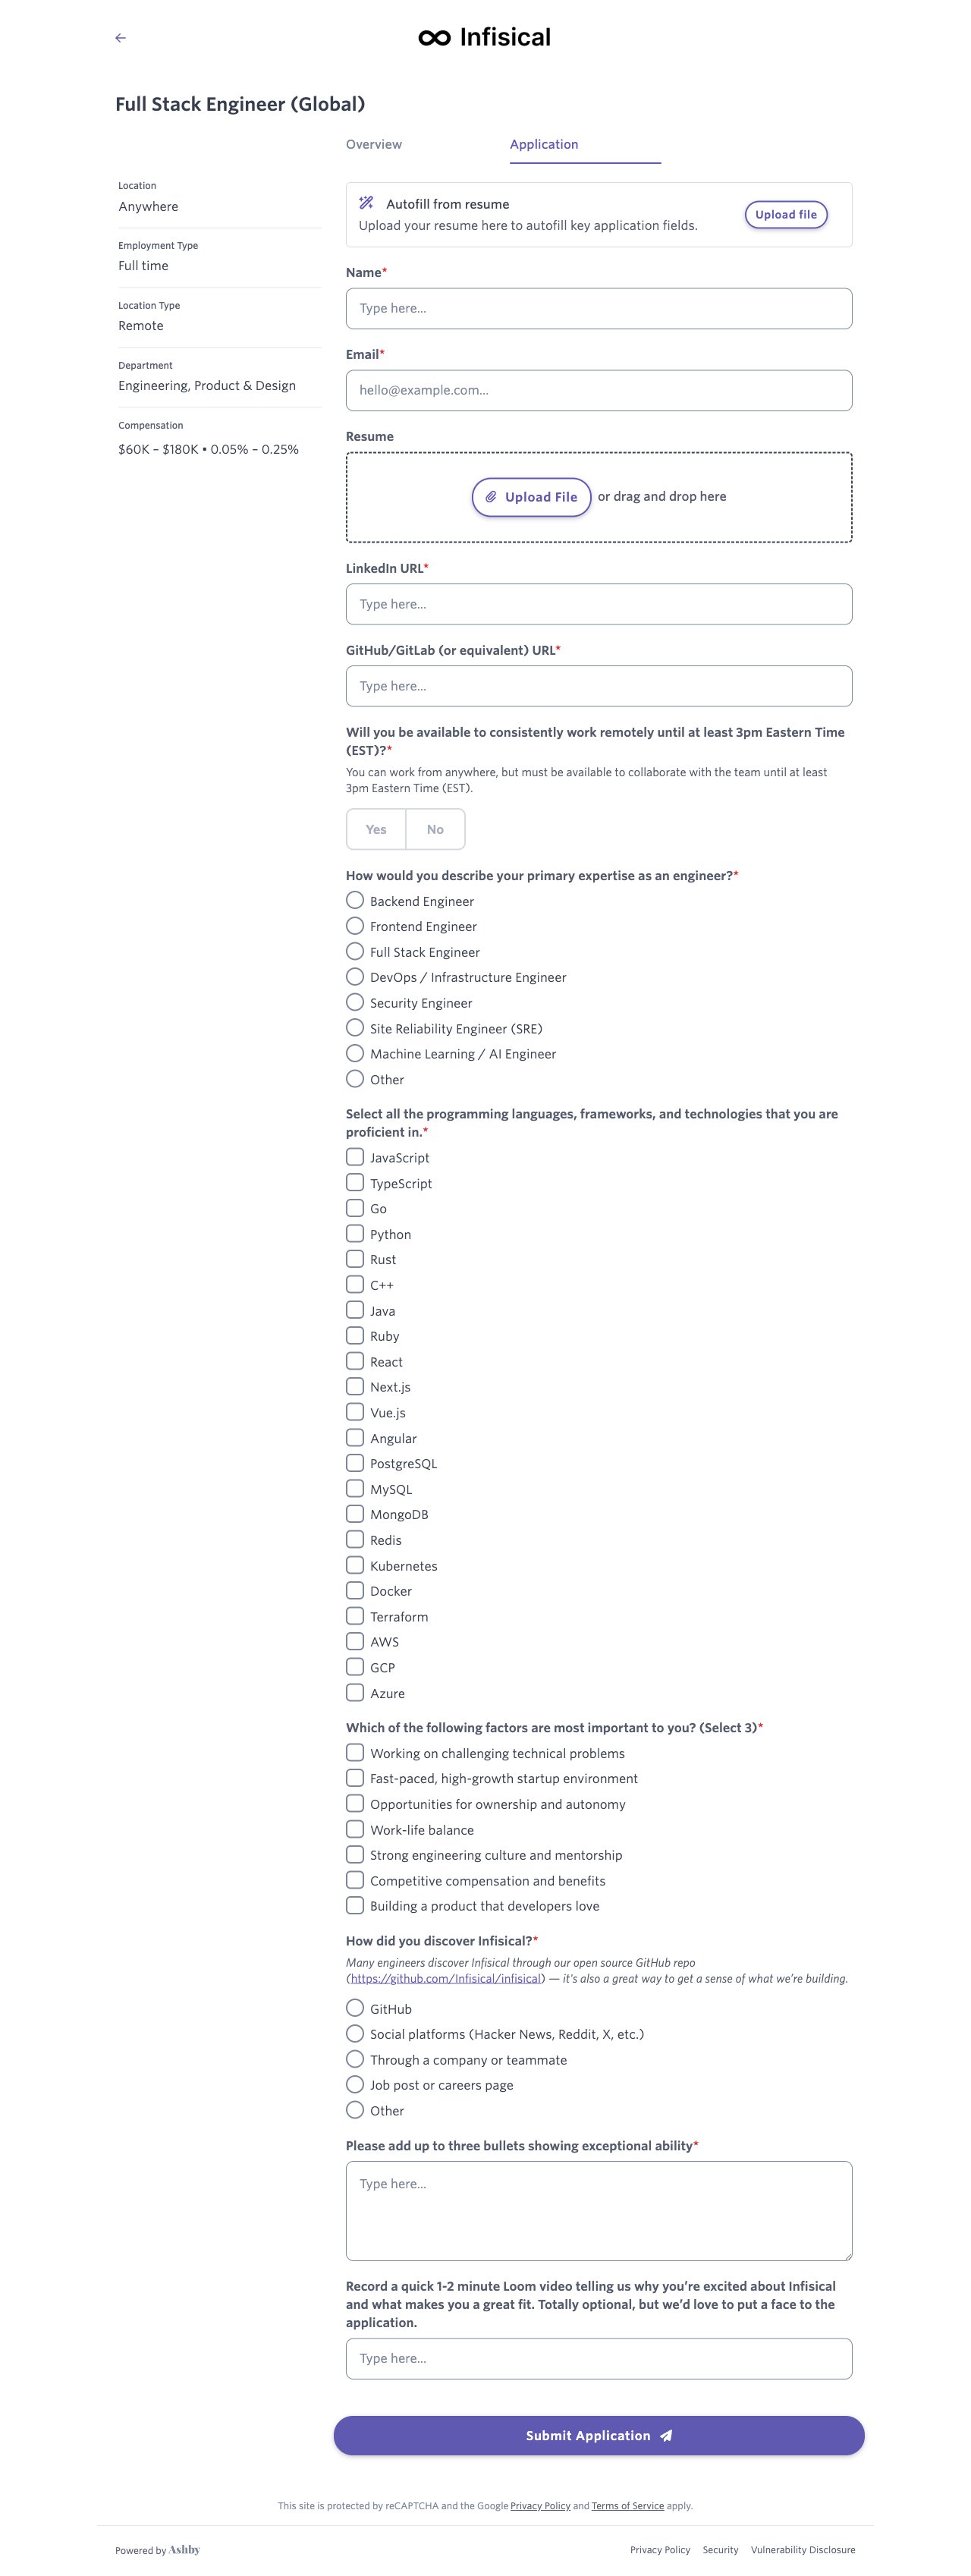 Infisical
Full Stack Engineer (Global)
Overview
Application
Location
Anywhere
Employment Type
Full time
Location Type
Remote
Department
Engineering, Product & Design
Compensation
$60K – $180K • 0.05% – 0.25%
Autofill from resume
Upload your resume here to autofill key application fields.
Upload file
Name*
Type here...
Email*
hello@example.com...
Resume
Upload File or drag and drop here
LinkedIn URL*
Type here...
GitHub/GitLab (or equivalent) URL*
Type here...
Will you be available to consistently work remotely until at least 3pm Eastern Time
(EST)?*
You can work from anywhere, but must be available to collaborate with the team until at least
3pm Eastern Time (EST).
Yes
No
How would you describe your primary expertise as an engineer?*
Backend Engineer
Frontend Engineer
Full Stack Engineer
DevOps / Infrastructure Engineer
Security Engineer
Site Reliability Engineer (SRE)
Machine Learning / AI Engineer
Other
Select all the programming languages, frameworks, and technologies that you are
proficient in.*
JavaScript
TypeScript
Go
Python
Rust
C++
Java
Ruby
React
Next.js
Vue.js
Angular
PostgreSQL
MySQL
MongoDB
Redis
Kubernetes
Docker
Terraform
AWS
GCP
Azure
Which of the following factors are most important to you? (Select 3)*
Working on challenging technical problems
Fast-paced, high-growth startup environment
Opportunities for ownership and autonomy
Work-life balance
Strong engineering culture and mentorship
Competitive compensation and benefits
Building a product that developers love
How did you discover Infisical?*
Many engineers discover Infisical through our open source GitHub repo
(https://github.com/Infisical/infisical) — it's also a great way to get a sense of what we're building.
GitHub
Social platforms (Hacker News, Reddit, X, etc.)
Through a company or teammate
Job post or careers page
Other
Please add up to three bullets showing exceptional ability*
Type here...
Record a quick 1-2 minute Loom video telling us why you're excited about Infisical
and what makes you a great fit. Totally optional, but we'd love to put a face to the
application.
Type here...
Submit Application
This site is protected by reCAPTCHA and the Google Privacy Policy and Terms of Service apply.
Powered by Ashby
Privacy Policy
Security
Vulnerability Disclosure